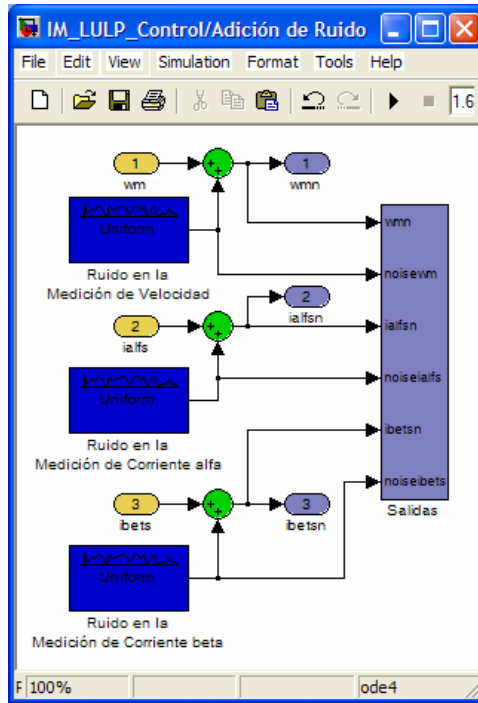 IM_LULP_Control/Adición de Ruido
File Edit View Simulation Format Tools Help
1.6
1
wm
1
wmn
Uniform
Ruido en la
Medición de Velocidad
2
ialfs
2
ialfsn
Uniform
Ruido en la
Medición de Corriente alfa
3
ibets
3
ibetsn
Uniform
Ruido en la
Medición de Corriente beta
wmn
noisewm
ialfsn
noiseialfs
ibetsn
noiseibets
Salidas
F 100% ode4